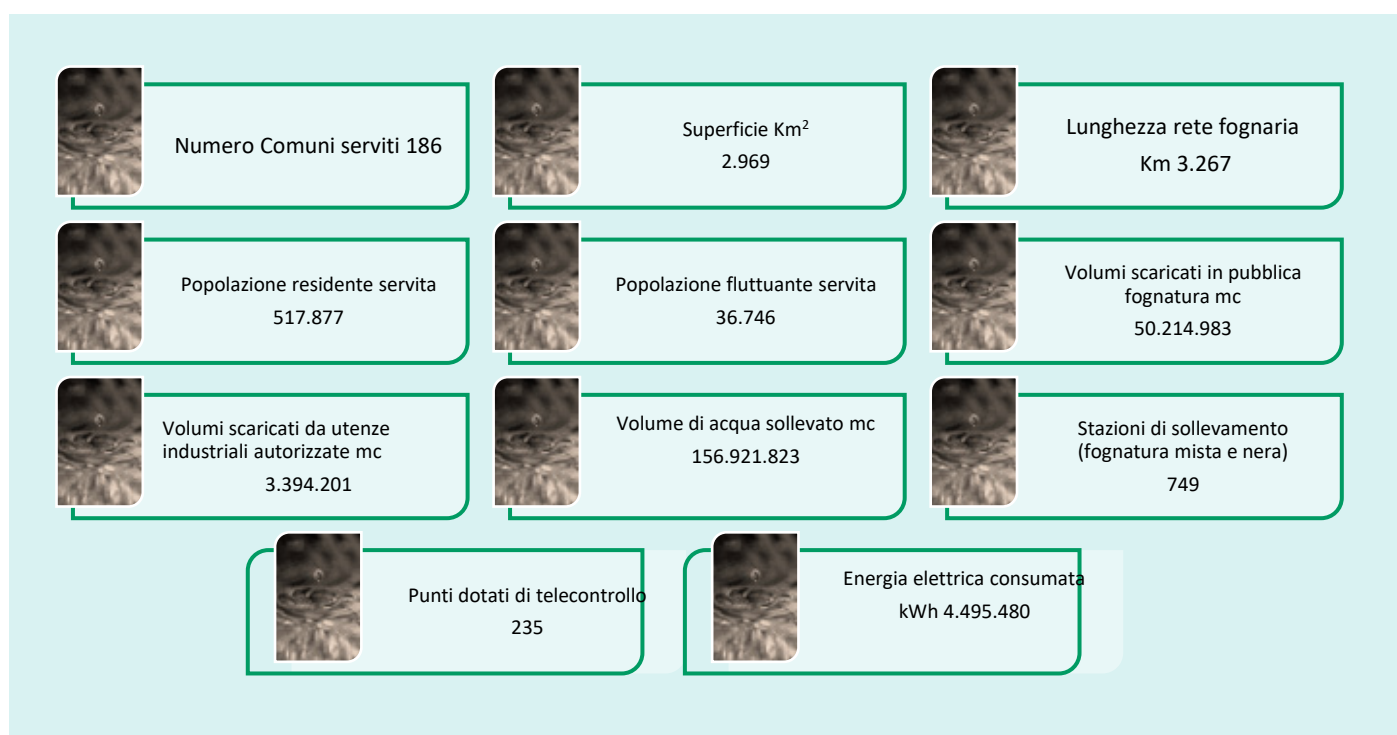 Numero Comuni serviti 186
Superficie Km²
2.969
Lunghezza rete fognaria
Km 3.267
Popolazione residente servita
517.877
Popolazione fluttuante servita
36.746
Volumi scaricati in pubblica
fognatura mc
50.214.983
Volumi scaricati da utenze
industriali autorizzate mc
3.394.201
Volume di acqua sollevato mc
156.921.823
Stazioni di sollevamento
(fognatura mista e nera)
749
Punti dotati di telecontrollo
235
Energia elettrica consumata
kWh 4.495.480